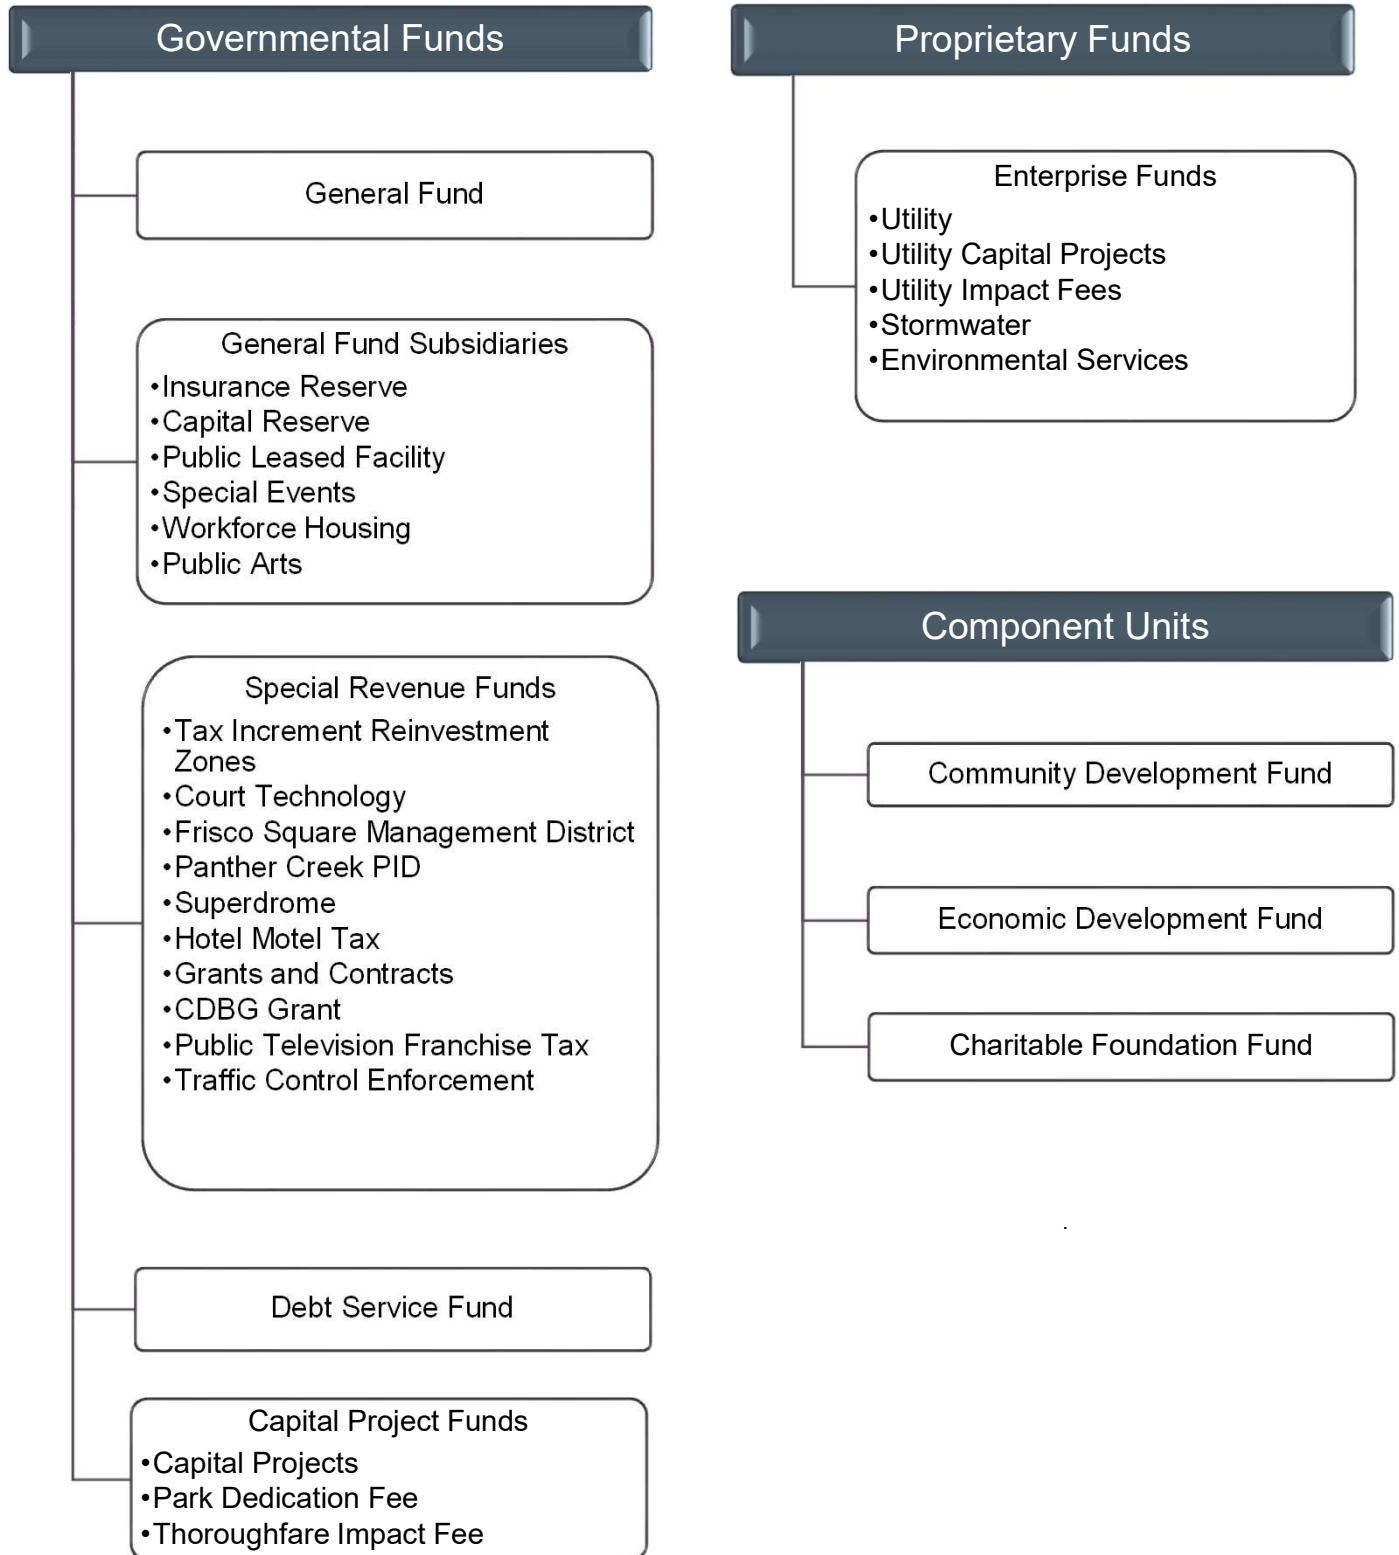 Governmental Funds
General Fund
General Fund Subsidiaries
•Insurance Reserve
•Capital Reserve
•Public Leased Facility
•Special Events
•Workforce Housing
•Public Arts
Special Revenue Funds
•Tax Increment Reinvestment
Zones
•Court Technology
•Frisco Square Management District
•Panther Creek PID
•Superdrome
•Hotel Motel Tax
•Grants and Contracts
•CDBG Grant
•Public Television Franchise Tax
•Traffic Control Enforcement
Debt Service Fund
Capital Project Funds
•Capital Projects
•Park Dedication Fee
•Thoroughfare Impact Fee
Proprietary Funds
Enterprise Funds
•Utility
•Utility Capital Projects
•Utility Impact Fees
•Stormwater
•Environmental Services
Component Units
Community Development Fund
Economic Development Fund
Charitable Foundation Fund
.